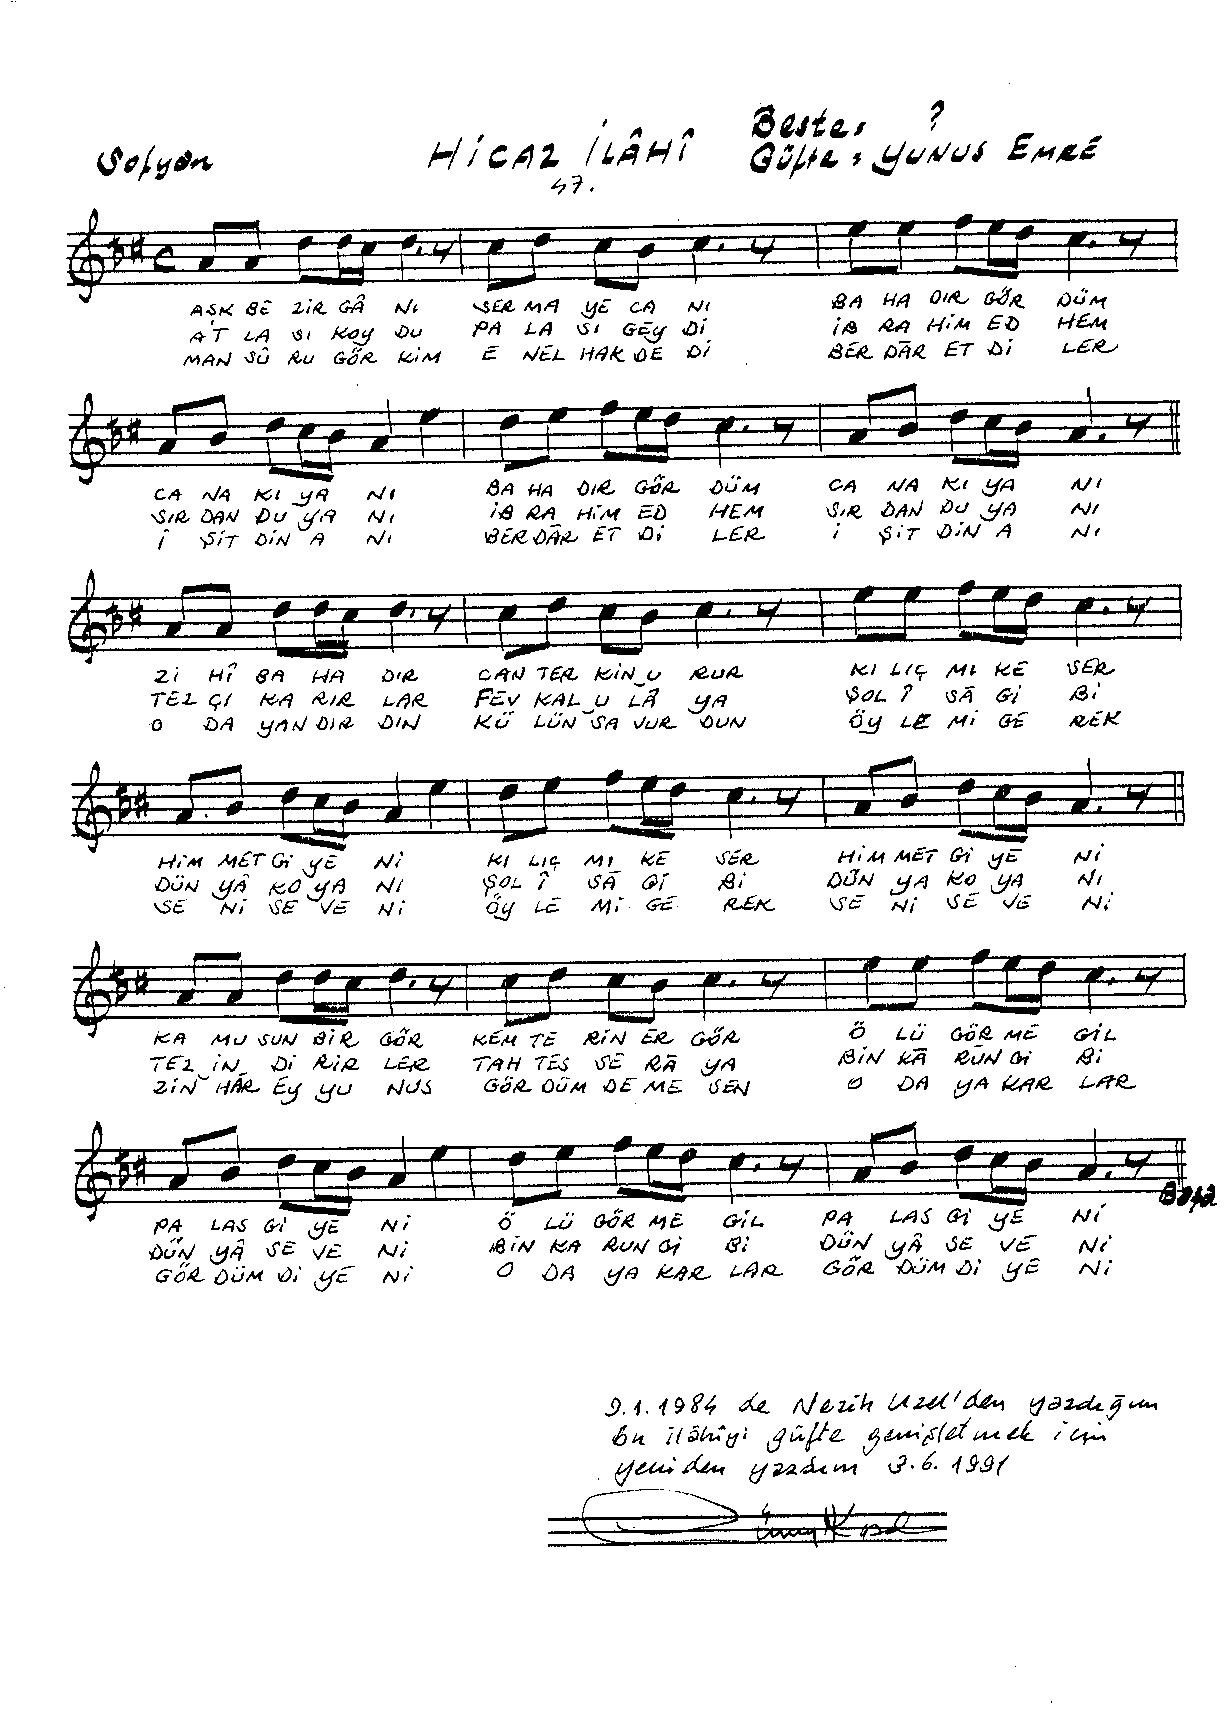 Beste: ?
Sofyan HİCAZ İLÂHÎ Güfte: YUNUS EMRE
57.
AŞK BE ZİR GÂ NI SER MA YE CA NI BA HA DIR GÖR DÜM
AT LA SI KOY DU PA LA SI GEY Dİ İB RA HİM ED HEM
MAN SÛ RU GÖR KİM E NEL HAK DE Dİ BER DÂR ET Dİ LER
CA NA KI YA NI BA HA DIR GÖR DÜM CA NA KI YA NI
SIR DAN DU YA NI İB RA HİM ED HEM SIR DAN DU YA NI
İ ŞİT DİN A NI BER DÂR ET Dİ LER İ ŞİT DİN A NI
Zİ HÎ BA HA DIR CAN TER KİN U RUR KI LIÇ MI KE SER
TEZ ÇI KA RIR LAR FEV KAL U LÂ YA ŞOL Î SÂ Gİ Bİ
O DA YAN DIR DIN KÜ LÜN SA VUR DUN ÖY LE Mİ GE REK
HİM MET Gİ YE Nİ KI LIÇ MI KE SER HİM MET Gİ YE Nİ
DÜN YÂ KO YA NI ŞOL Î SÂ Gİ Bİ DÜN YA KO YA NI
SE Nİ SE VE Nİ ÖY LE Mİ GE REK SE Nİ SE VE Nİ
KA MU SUN BİR GÖR KEM TE RİN ER GÖR Ö LÜ GÖR ME GİL
TEZ İN Dİ RİR LER TAH TES SE RÂ YA BİN KÂ RUN Gİ Bİ
ZİN HÂR EY YU NUS GÖR DÜM DE ME SEN O DA YA KAR LAR
Başa
PA LAS Gİ YE Nİ Ö LÜ GÖR ME GİL PA LAS Gİ YE Nİ
DÜN YÂ SE VE Nİ BİN KA RUN Gİ Bİ DÜN YÂ SE VE Nİ
GÖR DÜM Dİ YE Nİ O DA YA KAR LAR GÖR DÜM Dİ YE Nİ
9.1.1984 de Nezih Uzel'den yazdığım
bu ilâhîyi güfte genişletmek için
yeniden yazdım 3.6.1991